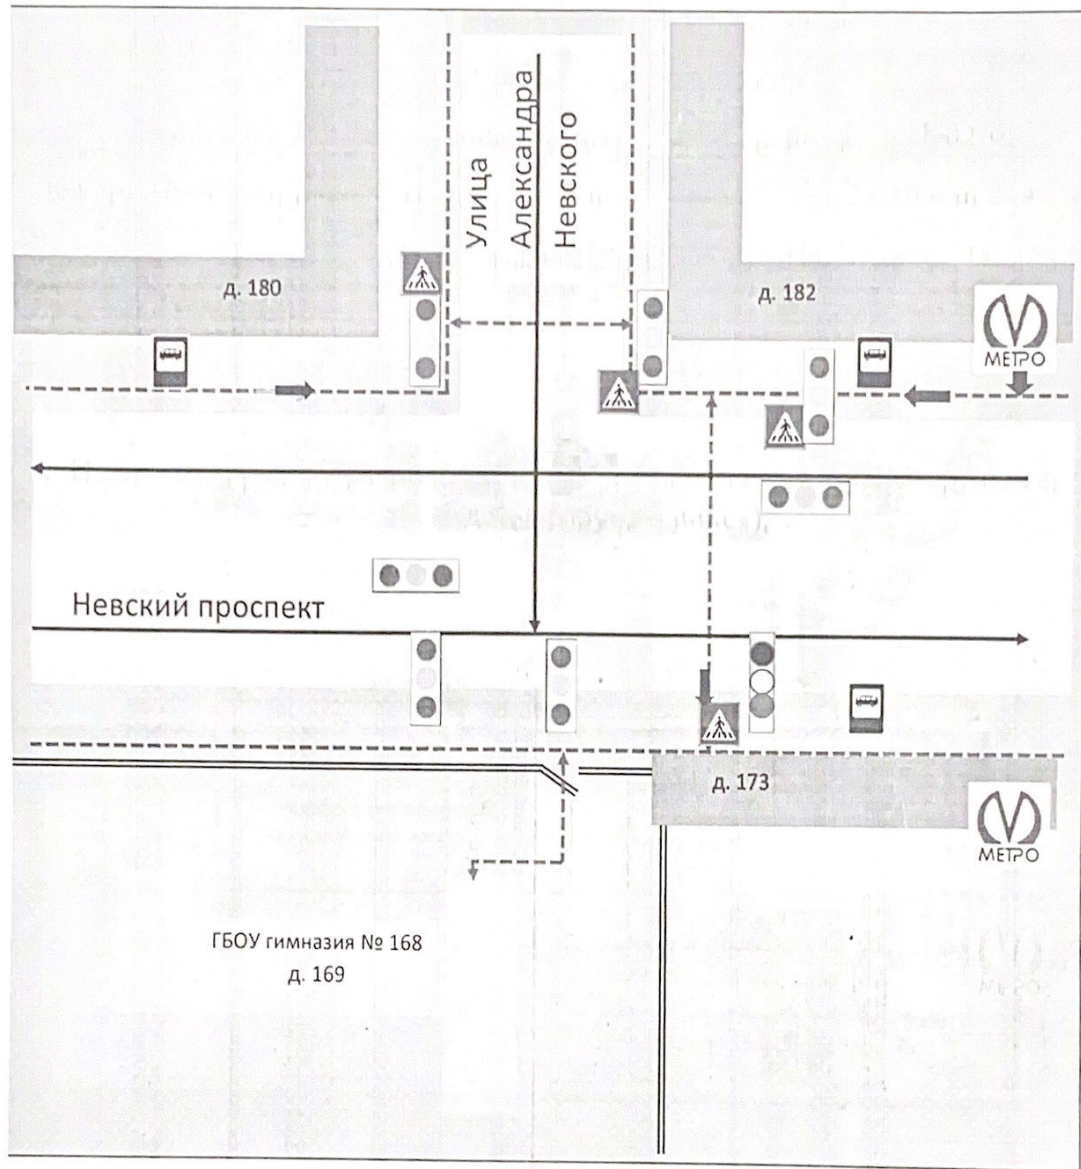 Улица
Александра
Невского
д. 180
д. 182
МЕТРО
Невский проспект
д. 173
МЕТРО
ГБОУ гимназия № 168
д. 169